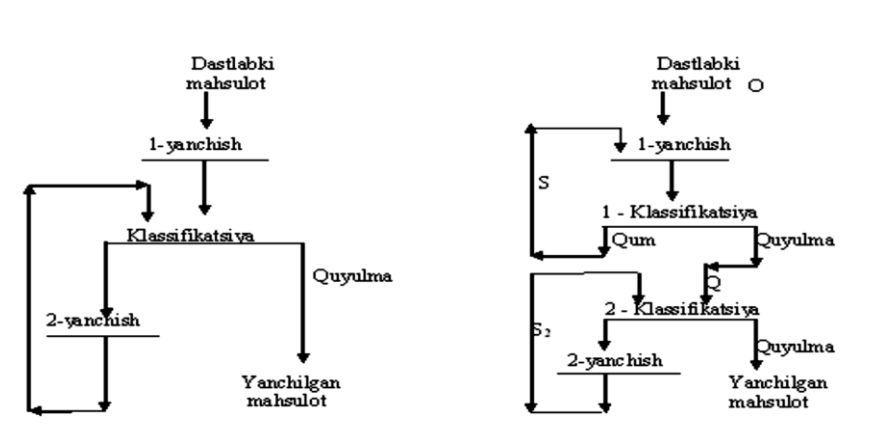 Dastlabki
mahsulot
1-yanchish
Klassifikatsiya
Quyulma
2-yanchish
Yanchilgan
mahsulot
Dastlabki
mahsulot O
1-yanchish
S
1 - Klassifikatsiya
Qum
Quyulma
Q
2 - Klassifikatsiya
S₂
Quyulma
2-yanchish
Yanchilgan
mahsulot